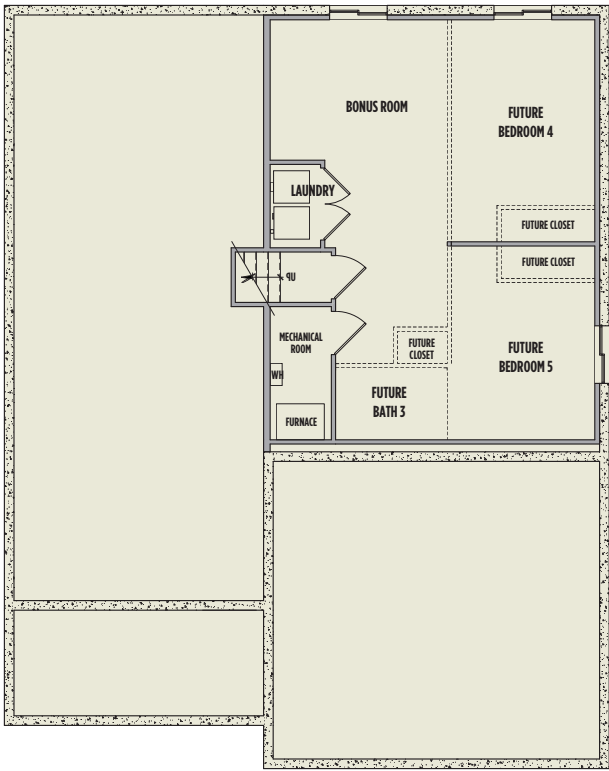 BONUS ROOM
FUTURE
BEDROOM 4
LAUNDRY
FUTURE CLOSET
FUTURE CLOSET
UP
MECHANICAL
ROOM
FUTURE
CLOSET
FUTURE
BEDROOM 5
WH
FUTURE
BATH 3
FURNACE